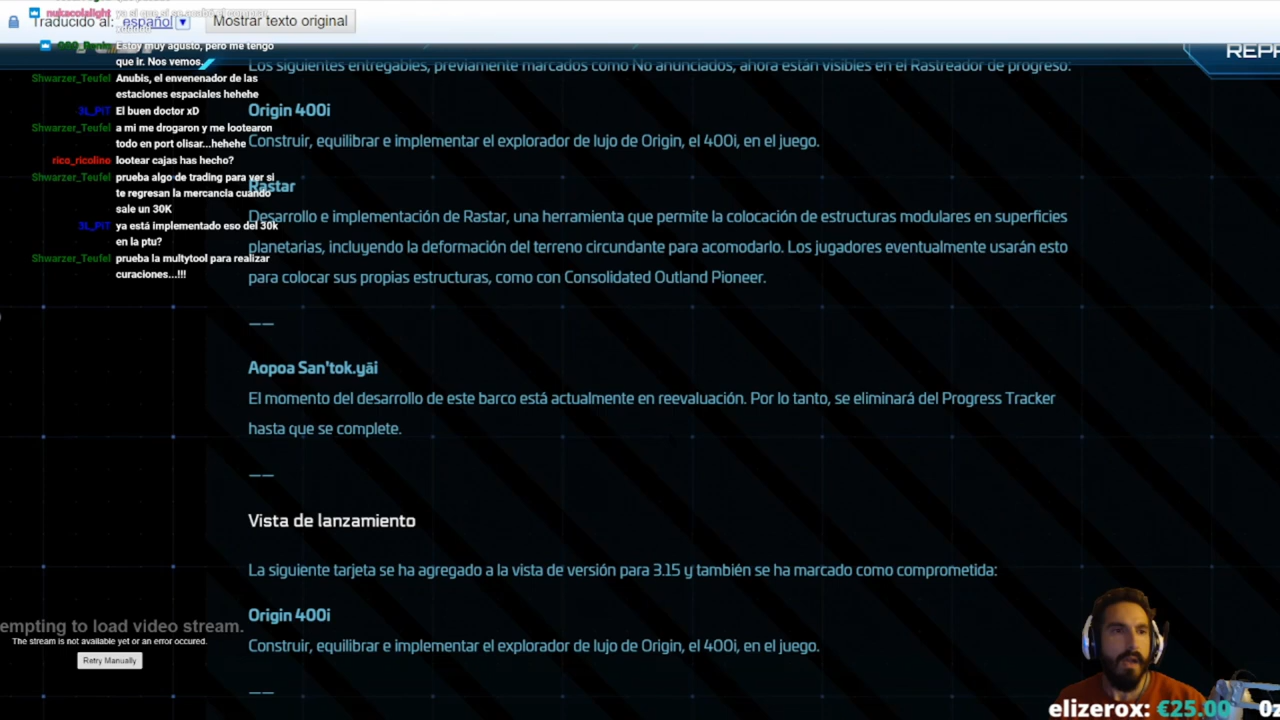 Traducido al: español
Mostrar texto original
nukacolalight
Estoy muy agusto, pero me tengo
que ir. Nos vemos.
Shwarzer_Teufel Anubis, el envenenador de las
estaciones espaciales hehehe
3L_PiT El buen doctor xD
Shwarzer_Teufel a mi me drogaron y me lootearon
todo en port olisar...hehehe
rico_ricolino lootear cajas has hecho?
Shwarzer_Teufel prueba algo de trading para ver si
te regresan la mercancia cuando
sale un 30K
3L_PiT ya está implementado eso del 30k
en la ptu?
Shwarzer_Teufel prueba la multytool para realizar
curaciones...!!!
REPR
Los siguientes entregables, previamente marcados como No anunciados, ahora están visibles en el Rastreador de progreso:
Origin 400i
Construir, equilibrar e implementar el explorador de lujo de Origin, el 400i, en el juego.
Rastar
Desarrollo e implementación de Rastar, una herramienta que permite la colocación de estructuras modulares en superficies
planetarias, incluyendo la deformación del terreno circundante para acomodarlo. Los jugadores eventualmente usarán esto
para colocar sus propias estructuras, como con Consolidated Outland Pioneer.
——
Aopoa San'tok.yāi
El momento del desarrollo de este barco está actualmente en reevaluación. Por lo tanto, se eliminará del Progress Tracker
hasta que se complete.
——
Vista de lanzamiento
La siguiente tarjeta se ha agregado a la vista de versión para 3.15 y también se ha marcado como comprometida:
Origin 400i
Construir, equilibrar e implementar el explorador de lujo de Origin, el 400i, en el juego.
——
empting to load video stream.
The stream is not available yet or an error occured.
Retry Manually
elizerox: €25.00